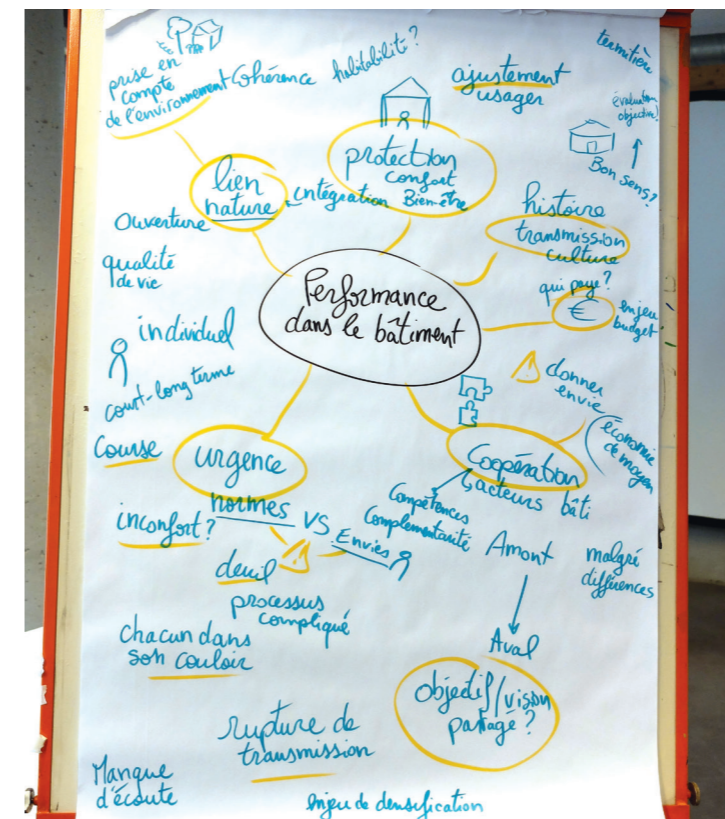 prise en
compte
de l'environnement
Cohérence
habitabilité?
ajustement
usager
termitière
évaluation
objective!
Bon sens?
protection
confort
Bien-être
lien
nature
intégration
histoire
transmission
culture
Ouverture
qualité
de vie
qui paye?
€
enjeu
budget
Performance
dans le bâtiment
individuel
court-long terme
donner
envie
économie
de moyen
Course
urgence
Coopération
acteurs bâti
Compétences
Complémentarité
normes
VS
Envies
inconfort?
Amont
malgré
différences
deuil
processus
compliqué
Chacun dans
son couloir
Aval
objectif/vision
partagé?
rupture de
transmission
Manque
d'écoute
enjeu de densification